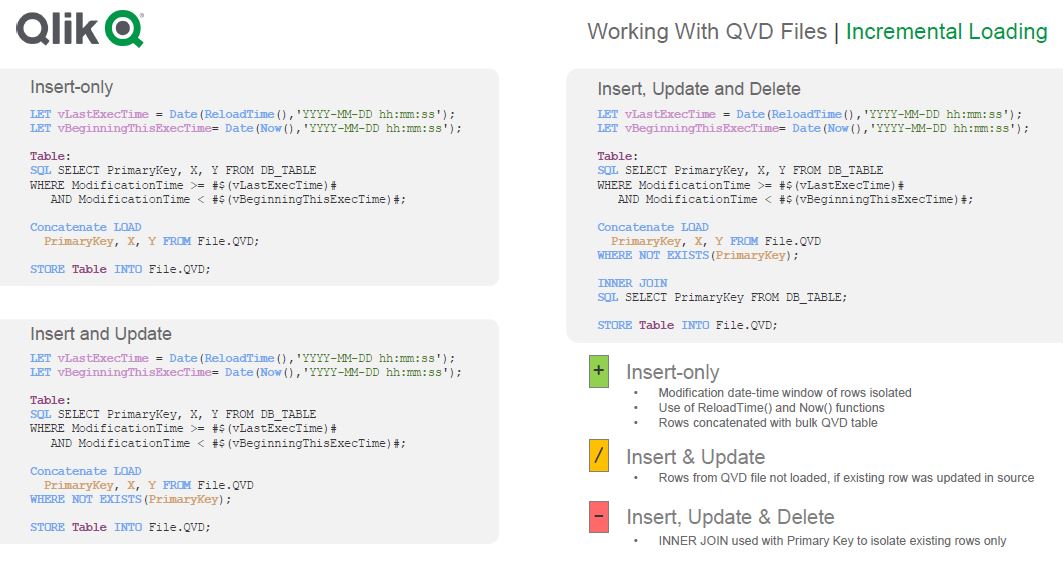 Qlik
Working With QVD Files | Incremental Loading
Insert-only
LET vLastExecTime = Date(ReloadTime(),'YYYY-MM-DD hh:mm:ss');
LET vBeginningThisExecTime= Date(Now(),'YYYY-MM-DD hh:mm:ss');
Table:
SQL SELECT PrimaryKey, X, Y FROM DB_TABLE
WHERE ModificationTime >= #$(vLastExecTime)#
AND ModificationTime < #$(vBeginningThisExecTime)#;
Concatenate LOAD
PrimaryKey, X, Y FROM File.QVD;
STORE Table INTO File.QVD;
Insert and Update
LET vLastExecTime = Date(ReloadTime(),'YYYY-MM-DD hh:mm:ss');
LET vBeginningThisExecTime= Date(Now(),'YYYY-MM-DD hh:mm:ss');
Table:
SQL SELECT PrimaryKey, X, Y FROM DB_TABLE
WHERE ModificationTime >= #$(vLastExecTime)#
AND ModificationTime < #$(vBeginningThisExecTime)#;
Concatenate LOAD
PrimaryKey, X, Y FROM File.QVD
WHERE NOT EXISTS(PrimaryKey);
STORE Table INTO File.QVD;
Insert, Update and Delete
LET vLastExecTime = Date(ReloadTime(),'YYYY-MM-DD hh:mm:ss');
LET vBeginningThisExecTime= Date(Now(),'YYYY-MM-DD hh:mm:ss');
Table:
SQL SELECT PrimaryKey, X, Y FROM DB_TABLE
WHERE ModificationTime >= #$(vLastExecTime)#
AND ModificationTime < #$(vBeginningThisExecTime)#;
Concatenate LOAD
PrimaryKey, X, Y FROM File.QVD
WHERE NOT EXISTS(PrimaryKey);
INNER JOIN
SQL SELECT PrimaryKey FROM DB_TABLE;
STORE Table INTO File.QVD;
+ Insert-only
• Modification date-time window of rows isolated
• Use of ReloadTime() and Now() functions
• Rows concatenated with bulk QVD table
/ Insert & Update
• Rows from QVD file not loaded, if existing row was updated in source
- Insert, Update & Delete
• INNER JOIN used with Primary Key to isolate existing rows only